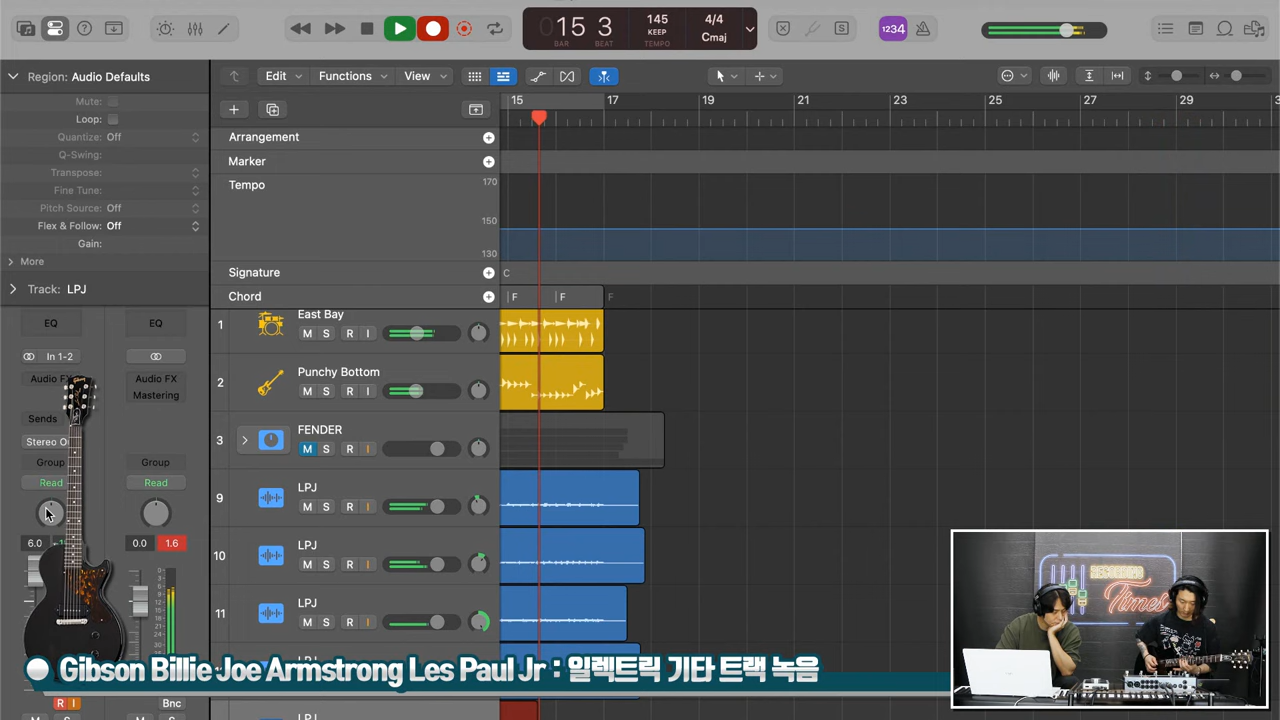 15 3
BAR BEAT
145
KEEP
TEMPO
4/4
Cmaj
1234
S
Region: Audio Defaults
Edit Functions View
Mute:
Loop:
Quantize: Off
Q-Swing:
Transpose:
Fine Tune:
Pitch Source: Off
Flex & Follow: Off
Gain:
More
Track: LPJ
15 17 19 21 23 25 27 29
Arrangement
Marker
Tempo
170
150
130
Signature
C
Chord
F F F
EQ EQ
In 1-2
Audio FX Audio FX
Mastering
Sends
Stereo
Group Group
Read Read
6.0 0.0 1.6
1 East Bay
M S R I
2 Punchy Bottom
M S R I
3 FENDER
M S R I
9 LPJ
M S R I
10 LPJ
M S R I
11 LPJ
M S R I
LPJ
LPJ
R I Bnc
RECORDING
Times
Gibson Billie Joe Armstrong Les Paul Jr : 일렉트릭 기타 트랙 녹음